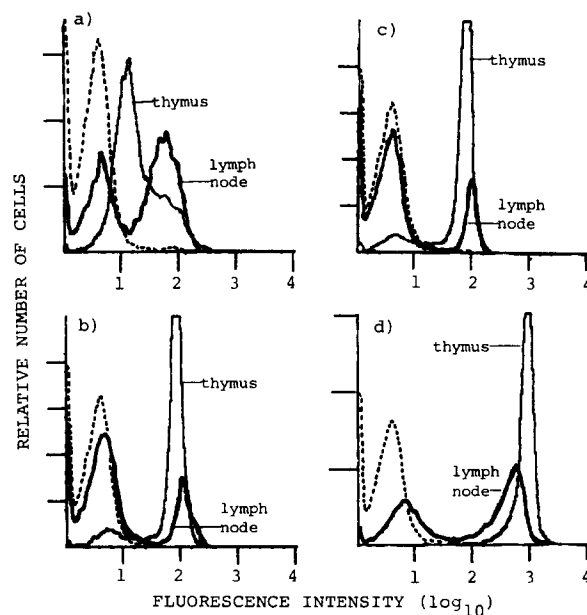 a)
thymus
lymph
node
1
2
3
4
c)
thymus
lymph
node
1
2
3
4
b)
thymus
lymph
node
1
2
3
4
d)
thymus
lymph
node
1
2
3
4
RELATIVE NUMBER OF CELLS
FLUORESCENCE INTENSITY (log10)